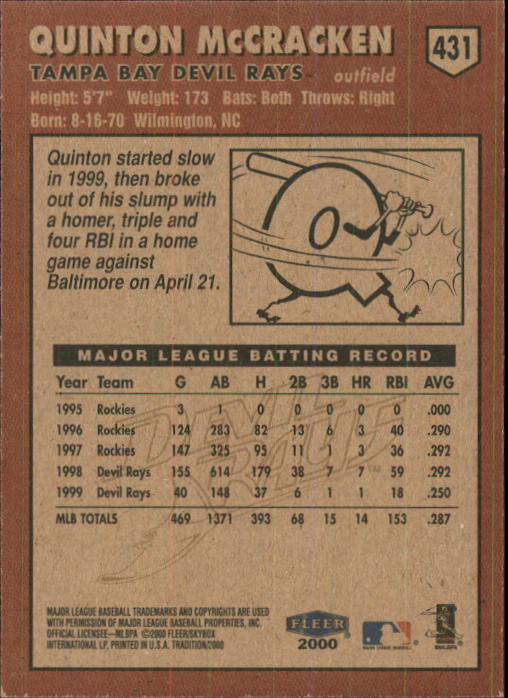 QUINTON McCRACKEN
431
TAMPA BAY DEVIL RAYS outfield
Height: 5'7" Weight: 173 Bats: Both Throws: Right
Born: 8-16-70 Wilmington, NC
Quinton started slow
in 1999, then broke
out of his slump with
a homer, triple and
four RBI in a home
game against
Baltimore on April 21.
MAJOR LEAGUE BATTING RECORD
Year Team G AB H 2B 3B HR RBI AVG
1995 Rockies 3 1 0 0 0 0 0 .000
1996 Rockies 124 283 82 13 6 3 40 .290
1997 Rockies 147 325 95 11 1 3 36 .292
1998 Devil Rays 155 614 179 38 7 7 59 .292
1999 Devil Rays 40 148 37 6 1 1 18 .250
MLB TOTALS 469 1371 393 68 15 14 153 .287
DEVIL RAYS™
MAJOR LEAGUE BASEBALL TRADEMARKS AND COPYRIGHTS ARE USED
WITH PERMISSION OF MAJOR LEAGUE BASEBALL PROPERTIES, INC.
OFFICIAL LICENSEE—MLBPA ©2000 FLEER/SKYBOX
INTERNATIONAL LP, PRINTED IN U.S.A. TRADITION/2000
FLEER
2000
MAJOR LEAGUE BASEBALL
©MLBPA